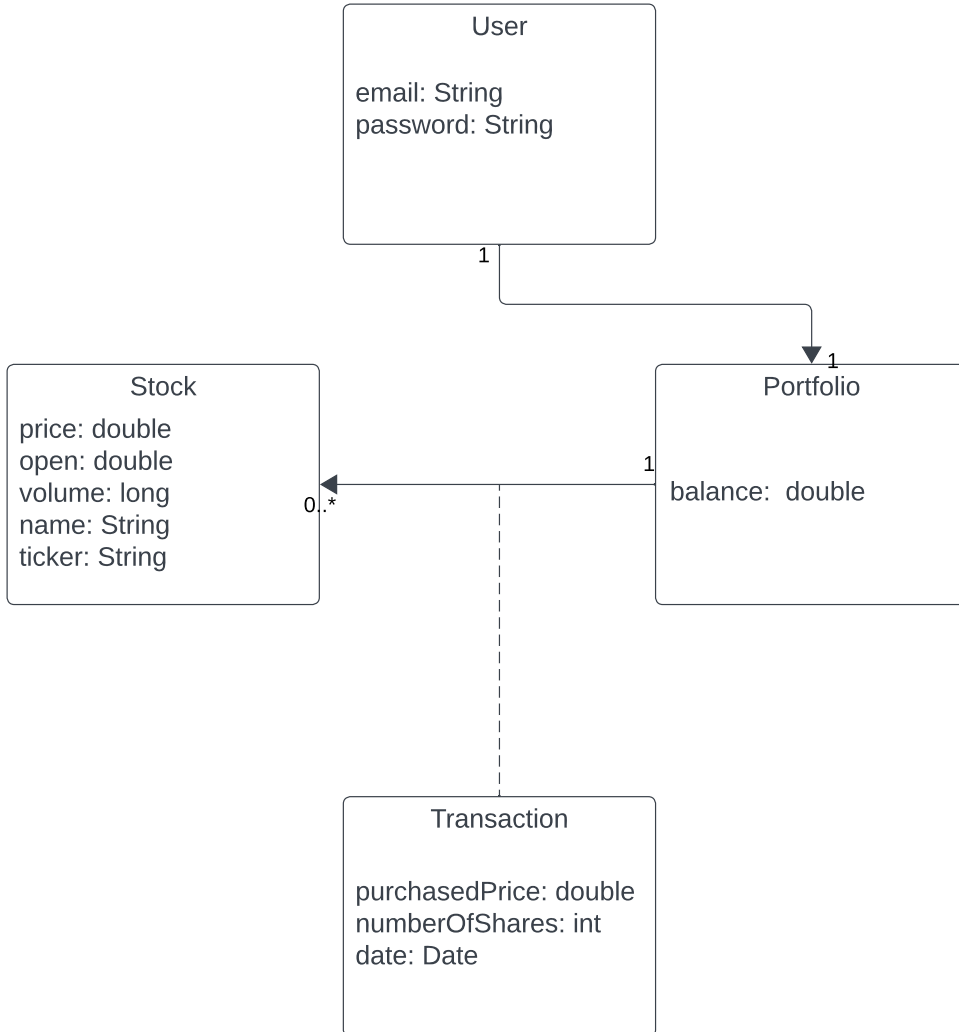 User
email: String
password: String
1
1
Stock
price: double
open: double
volume: long
name: String
ticker: String
0..*
1
Portfolio
balance:  double
Transaction
purchasedPrice: double
numberOfShares: int
date: Date